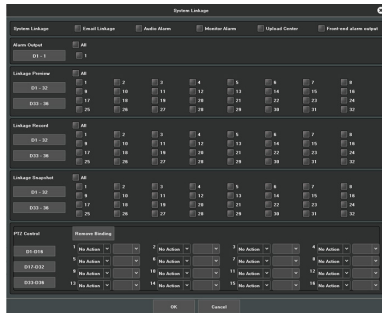 System Linkage
System Linkage Email Linkage Audio Alarm Monitor Alarm Upload Center Front-end alarm output
Alarm Output All
D1 - 1 1
Linkage Preview All
D1 - 32 1 2 3 4 5 6 7 8
9 10 11 12 13 14 15 16
D33 - 36 17 18 19 20 21 22 23 24
25 26 27 28 29 30 31 32
Linkage Record All
D1 - 32 1 2 3 4 5 6 7 8
9 10 11 12 13 14 15 16
D33 - 36 17 18 19 20 21 22 23 24
25 26 27 28 29 30 31 32
Linkage Snapshot All
D1 - 32 1 2 3 4 5 6 7 8
9 10 11 12 13 14 15 16
D33 - 36 17 18 19 20 21 22 23 24
25 26 27 28 29 30 31 32
PTZ Control Remove Binding
D1-D16 1 No Action 2 No Action 3 No Action 4 No Action
D17-D32 5 No Action 6 No Action 7 No Action 8 No Action
9 No Action 10 No Action 11 No Action 12 No Action
D33-D36 13 No Action 14 No Action 15 No Action 16 No Action
OK Cancel